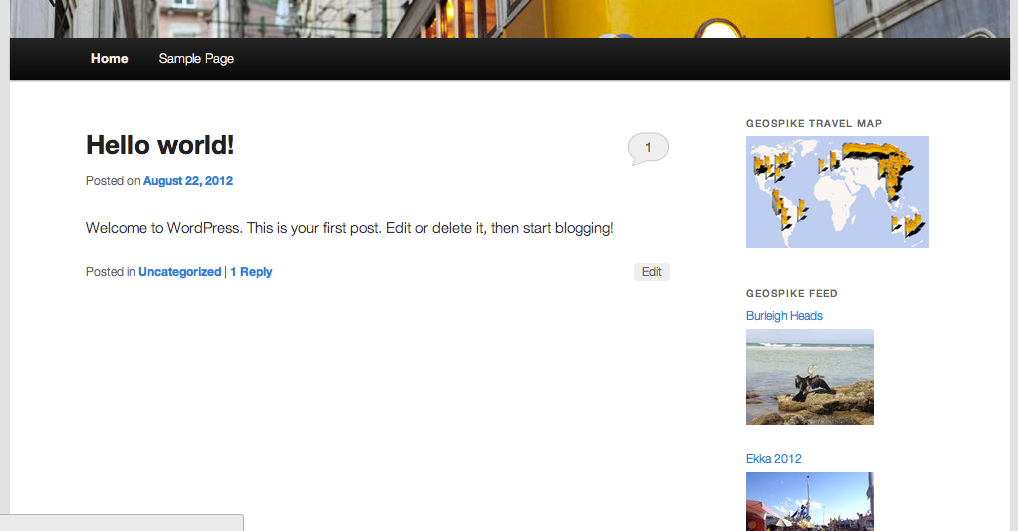 Home
Sample Page
Hello world!
1
Posted on August 22, 2012
Welcome to WordPress. This is your first post. Edit or delete it, then start blogging!
Posted in Uncategorized | 1 Reply
Edit
GEOSPIKE TRAVEL MAP
GEOSPIKE FEED
Burleigh Heads
Ekka 2012